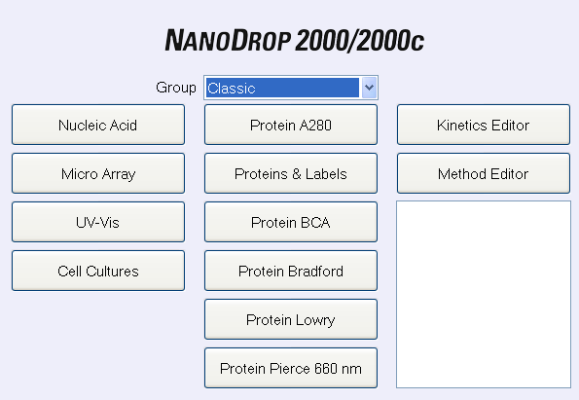 NANODROP 2000/2000c
Group Classic
Nucleic Acid Protein A280 Kinetics Editor
Micro Array Proteins & Labels Method Editor
UV-Vis Protein BCA
Cell Cultures Protein Bradford
Protein Lowry
Protein Pierce 660 nm